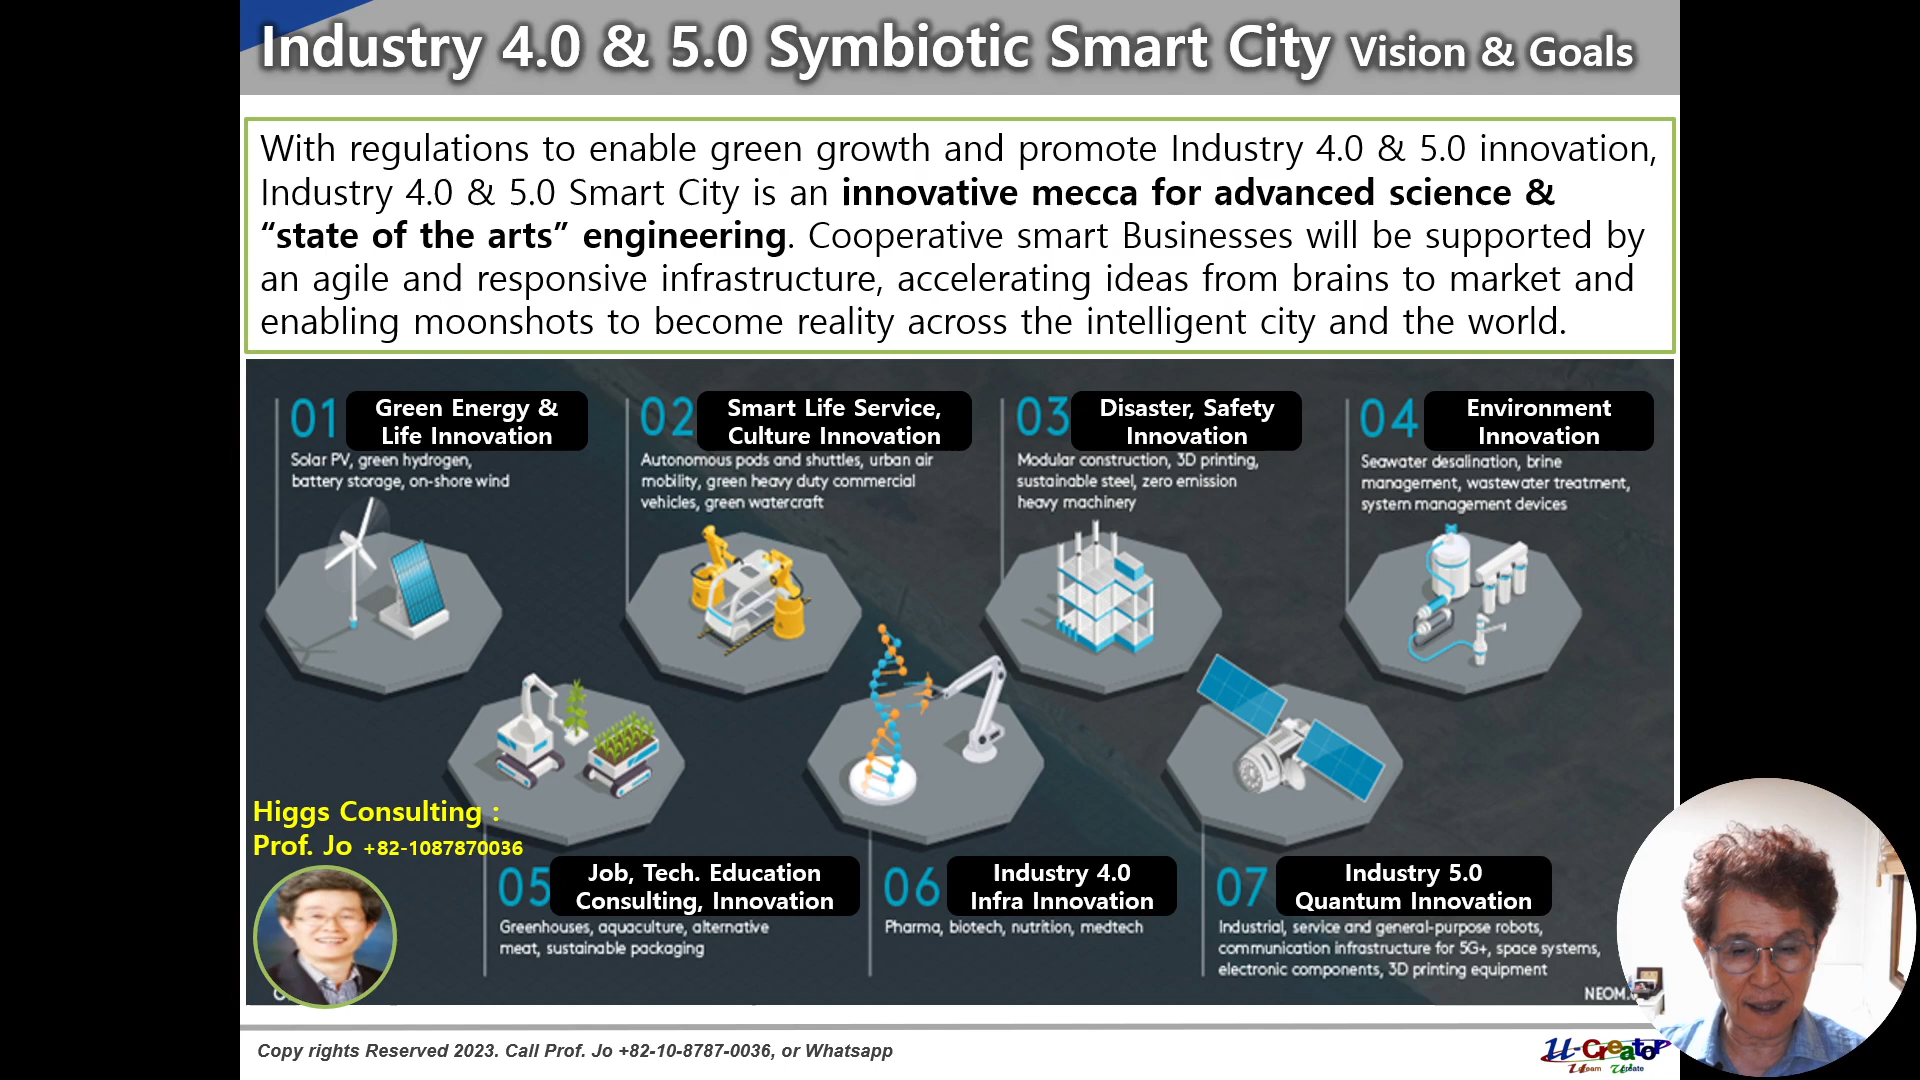 Industry 4.0 & 5.0 Symbiotic Smart City Vision & Goals
With regulations to enable green growth and promote Industry 4.0 & 5.0 innovation,
Industry 4.0 & 5.0 Smart City is an innovative mecca for advanced science &
“state of the arts” engineering. Cooperative smart Businesses will be supported by
an agile and responsive infrastructure, accelerating ideas from brains to market and
enabling moonshots to become reality across the intelligent city and the world.
01
Green Energy &
Life Innovation
Solar PV, green hydrogen,
battery storage, on-shore wind
02
Smart Life Service,
Culture Innovation
Autonomous pods and shuttles, urban air
mobility, green heavy duty commercial
vehicles, green watercraft
03
Disaster, Safety
Innovation
Modular construction, 3D printing,
sustainable steel, zero emission
heavy machinery
04
Environment
Innovation
Seawater desalination, brine
management, wastewater treatment,
system management devices
Higgs Consulting :
Prof. Jo +82-1087870036
05
Job, Tech. Education
Consulting, Innovation
Greenhouses, aquaculture, alternative
meat, sustainable packaging
06
Industry 4.0
Infra Innovation
Pharma, biotech, nutrition, medtech
07
Industry 5.0
Quantum Innovation
Industrial, service and general-purpose robots,
communication infrastructure for 5G+, space systems,
electronic components, 3D printing equipment
NEOM.
Copy rights Reserved 2023. Call Prof. Jo +82-10-8787-0036, or Whatsapp
U-Creator